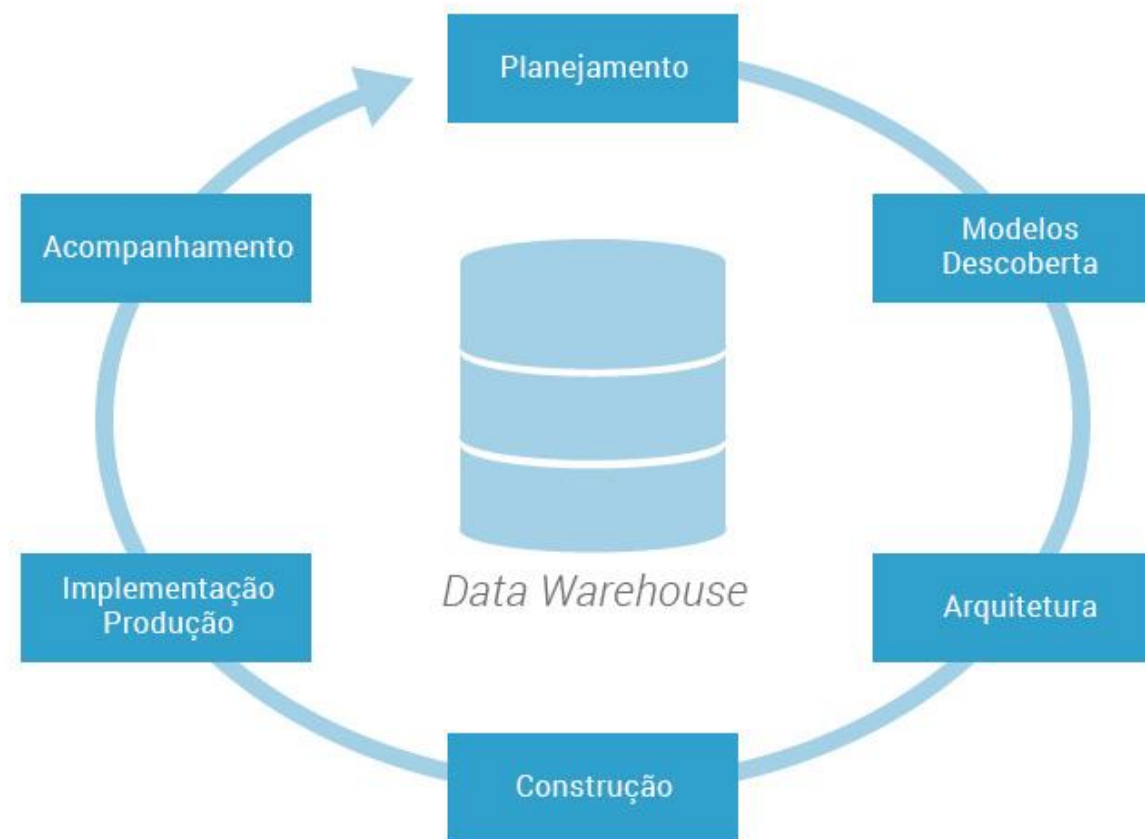 Planejamento
Modelos
Descoberta
Arquitetura
Construção
Implementação
Produção
Acompanhamento
Data Warehouse